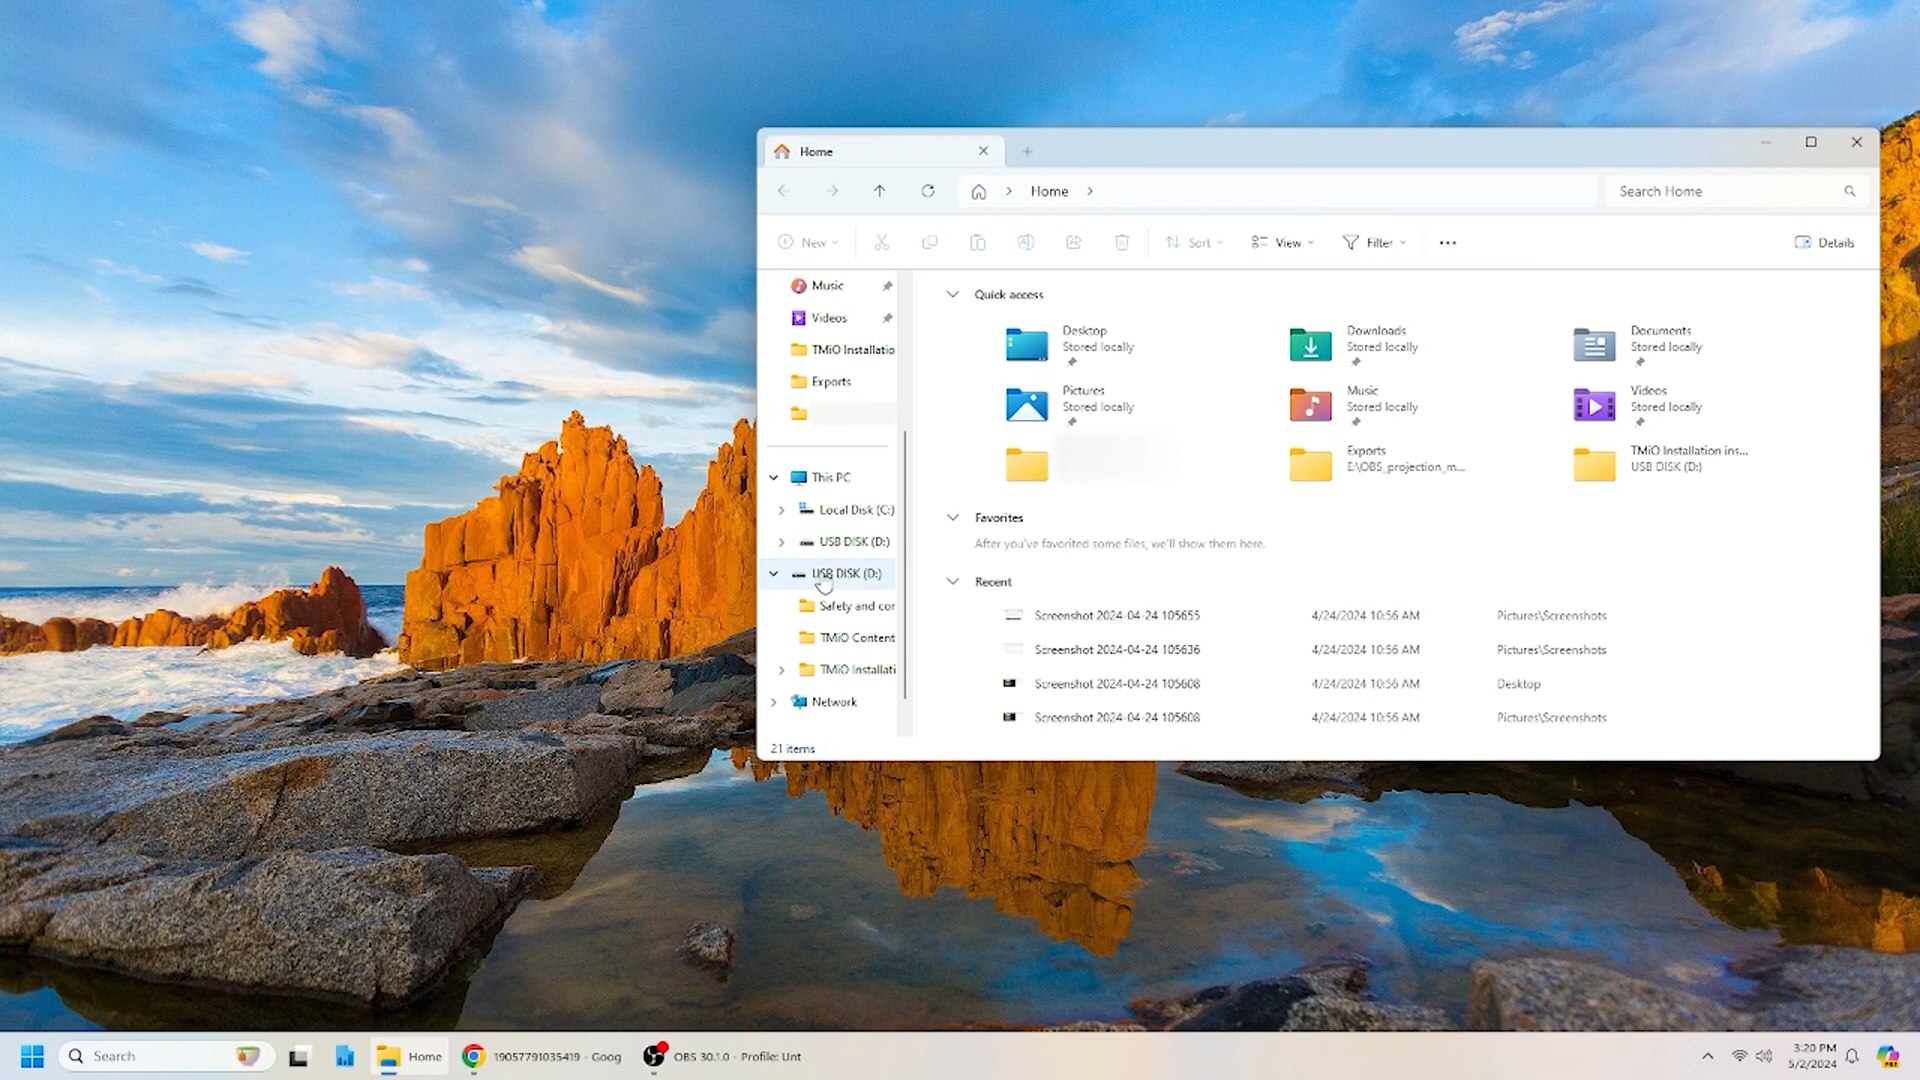 Home
Home
Search Home
New
Sort
View
Filter
Details
Music
Videos
TMiO Installatio
Exports
This PC
Local Disk (C:)
USB DISK (D:)
USB DISK (D:)
Safety and cor
TMiO Content
TMiO Installati
Network
21 items
Quick access
Desktop
Stored locally
Downloads
Stored locally
Documents
Stored locally
Pictures
Stored locally
Music
Stored locally
Videos
Stored locally
Exports
E:\OBS_projection_m...
TMiO Installation ins...
USB DISK (D:)
Favorites
After you've favorited some files, we'll show them here.
Recent
Screenshot 2024-04-24 105655 4/24/2024 10:56 AM Pictures\Screenshots
Screenshot 2024-04-24 105636 4/24/2024 10:56 AM Pictures\Screenshots
Screenshot 2024-04-24 105608 4/24/2024 10:56 AM Desktop
Screenshot 2024-04-24 105608 4/24/2024 10:56 AM Pictures\Screenshots
Search
Home
19057791035419 - Goog
OBS 30.1.0 - Profile: Unt
3:20 PM
5/2/2024